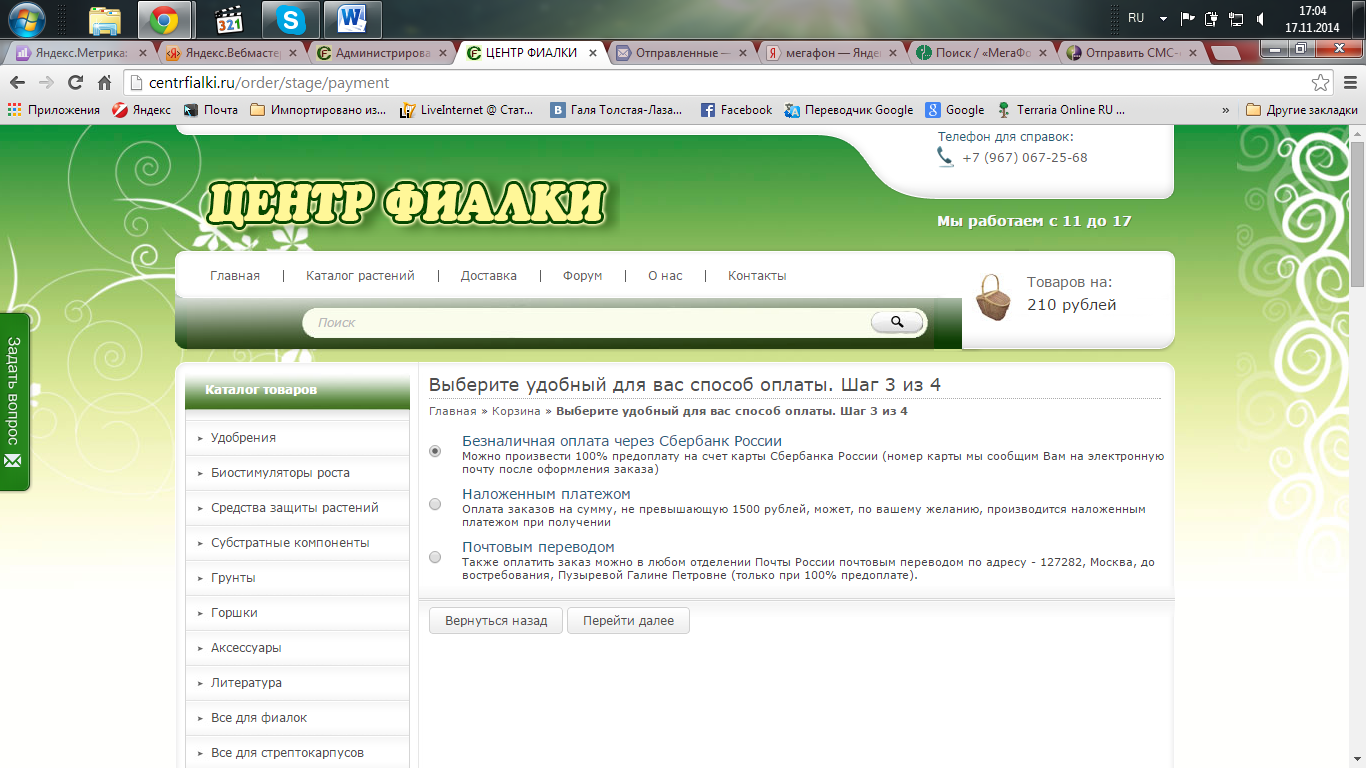 RU
17:04
17.11.2014
Яндекс.Метрика:
Яндекс.Вебмастер
Администрирова
ЦЕНТР ФИАЛКИ
Отправленные —
мегафон — Янде
Поиск / «МегаФо
Отправить СМС-
centrfialki.ru/order/stage/payment
Приложения
Яндекс
Почта
Импортировано из...
LiveInternet @ Стат...
Галя Толстая-Лаза...
Facebook
Переводчик Google
Google
Terraria Online RU ...
»
Другие закладки
Телефон для справок:
+7 (967) 067-25-68
ЦЕНТР ФИАЛКИ
Мы работаем с 11 до 17
Главная | Каталог растений | Доставка | Форум | О нас | Контакты
Товаров на:
210 рублей
Поиск
Задать вопрос
Каталог товаров
Удобрения
Биостимуляторы роста
Средства защиты растений
Субстратные компоненты
Грунты
Горшки
Аксессуары
Литература
Все для фиалок
Все для стрептокарпусов
Выберите удобный для вас способ оплаты. Шаг 3 из 4
Главная » Корзина » Выберите удобный для вас способ оплаты. Шаг 3 из 4
Безналичная оплата через Сбербанк России
Можно произвести 100% предоплату на счет карты Сбербанка России (номер карты мы сообщим Вам на электронную
почту после оформления заказа)
Наложенным платежом
Оплата заказов на сумму, не превышающую 1500 рублей, может, по вашему желанию, производится наложенным
платежом при получении
Почтовым переводом
Также оплатить заказ можно в любом отделении Почты России почтовым переводом по адресу - 127282, Москва, до
востребования, Пузыревой Галине Петровне (только при 100% предоплате).
Вернуться назад
Перейти далее